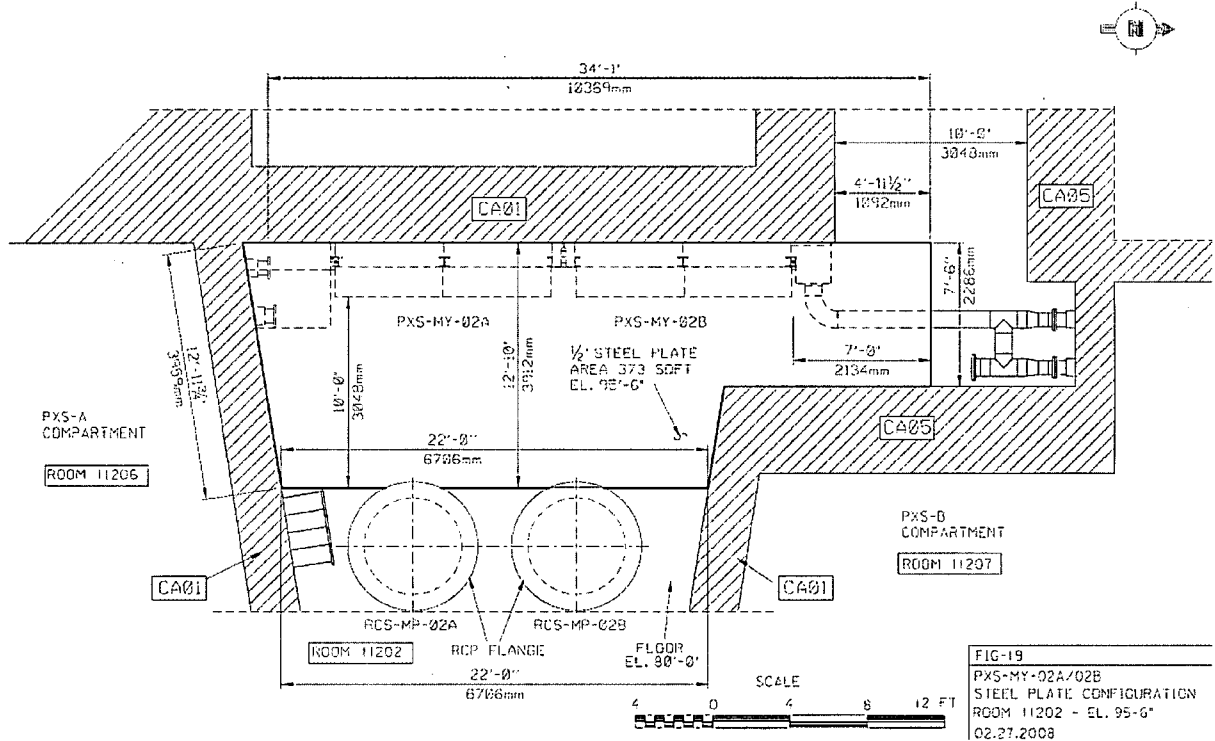 N
34'-1"
10389mm
10'-0"
3048mm
4'-11½"
CA05
CA01
1092mm
7'-6"
2286mm
PXS-MY-02A
PXS-MY-02B
12'-11¾"
3959mm
10'-0"
3048mm
12'-10"
3912mm
½" STEEL PLATE
AREA 373 SQFT
7'-0"
2134mm
PXS-A
COMPARTMENT
22'-0"
6706mm
CA05
ROOM 11206
PXS-B
COMPARTMENT
ROOM 11207
CA01
CA01
RCS-MP-02A
RCS-MP-02B
ROOM 11202
RCP FLANGE
FLOOR
EL. 80'-0"
22'-0"
6706mm
SCALE
4 0 4 8 12 FT
FIG-19
PXS-MY-02A/02B
STEEL PLATE CONFIGURATION
ROOM 11202 - EL. 95-6"
02.27.2008